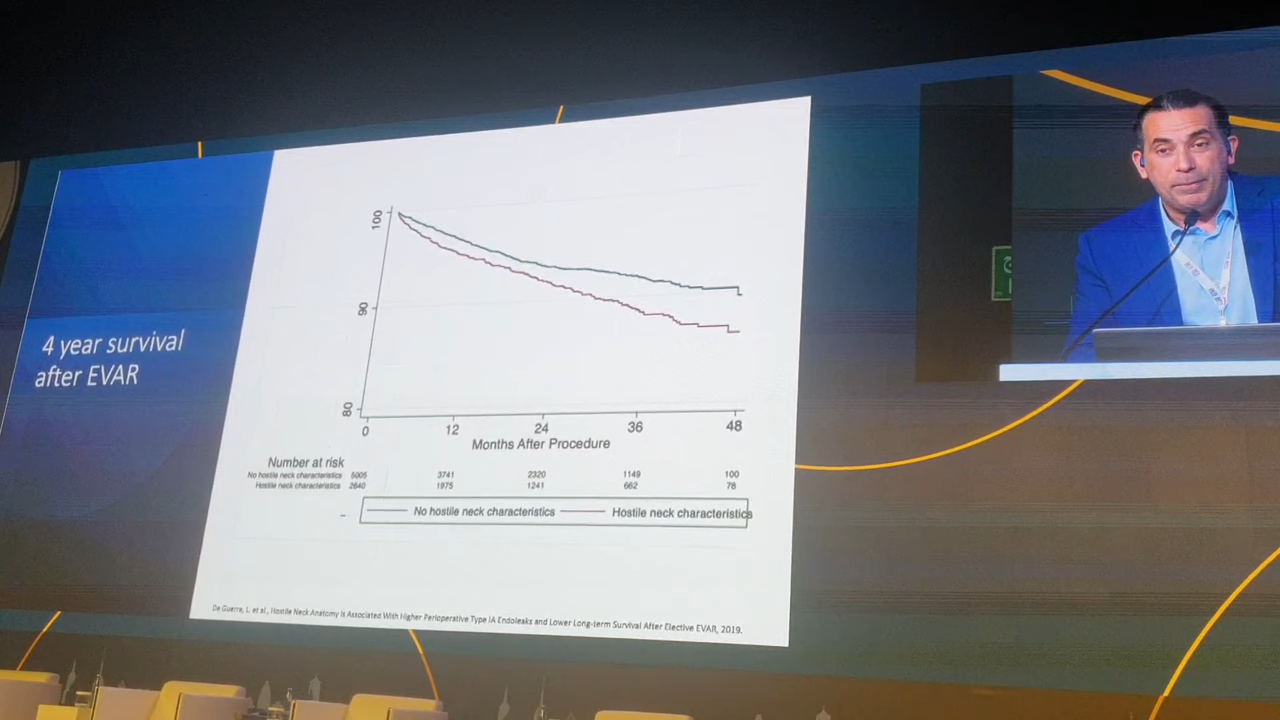 4 year survival
after EVAR
100
90
80
0 12 24 36 48
Months After Procedure
Number at risk
No hostile neck characteristics 5005 3741 2320 1149 100
Hostile neck characteristics 2640 1975 1241 662 78
No hostile neck characteristics Hostile neck characteristics
De Guerra, L. et al., Hostile Neck Anatomy Is Associated With Higher Perioperative Type IA Endoleaks and Lower Long-term Survival After Elective EVAR, 2019.